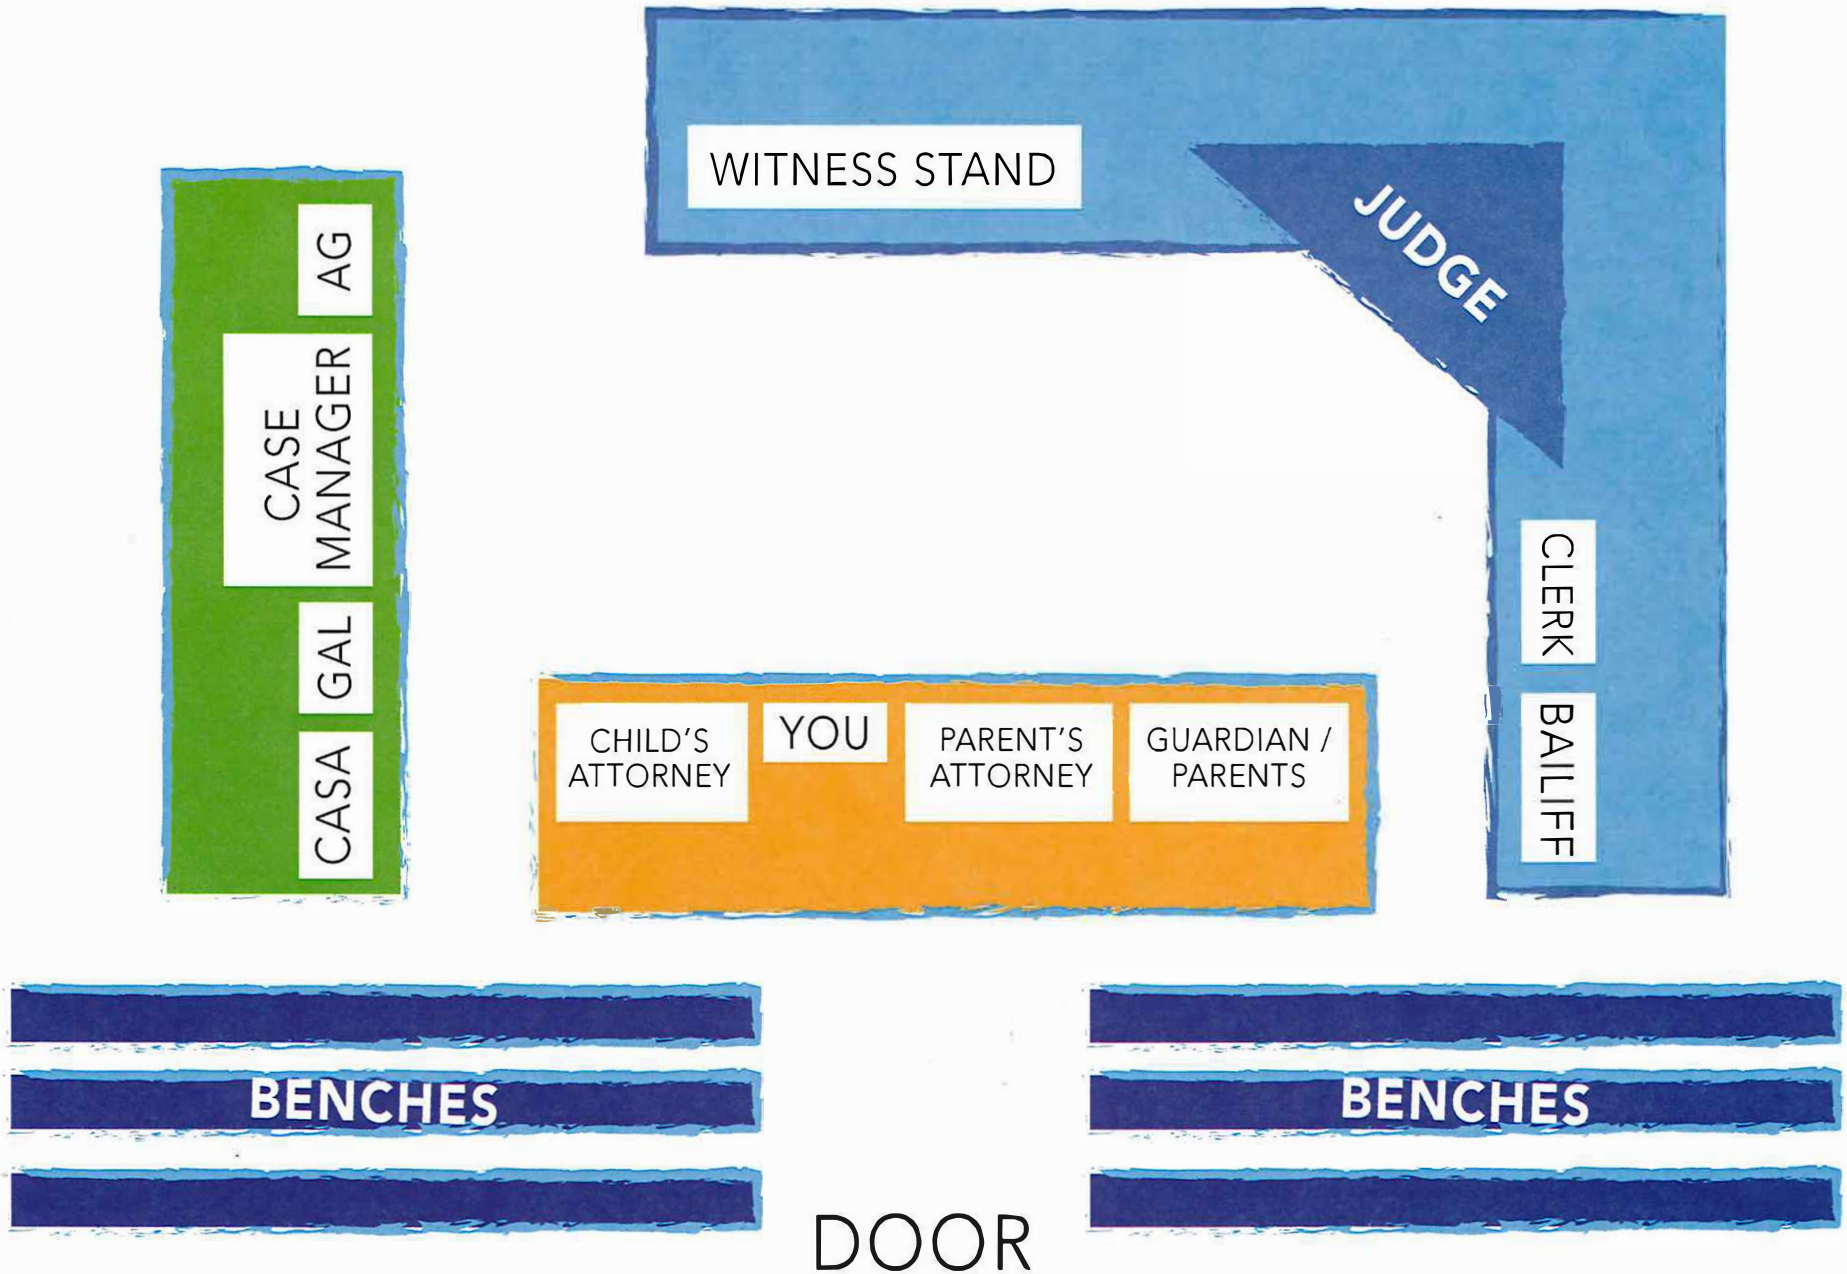 WITNESS STAND
JUDGE
AG
CASE
MANAGER
GAL
CASA
CLERK
BAILIFF
CHILD'S
ATTORNEY
YOU
PARENT'S
ATTORNEY
GUARDIAN /
PARENTS
BENCHES
BENCHES
DOOR